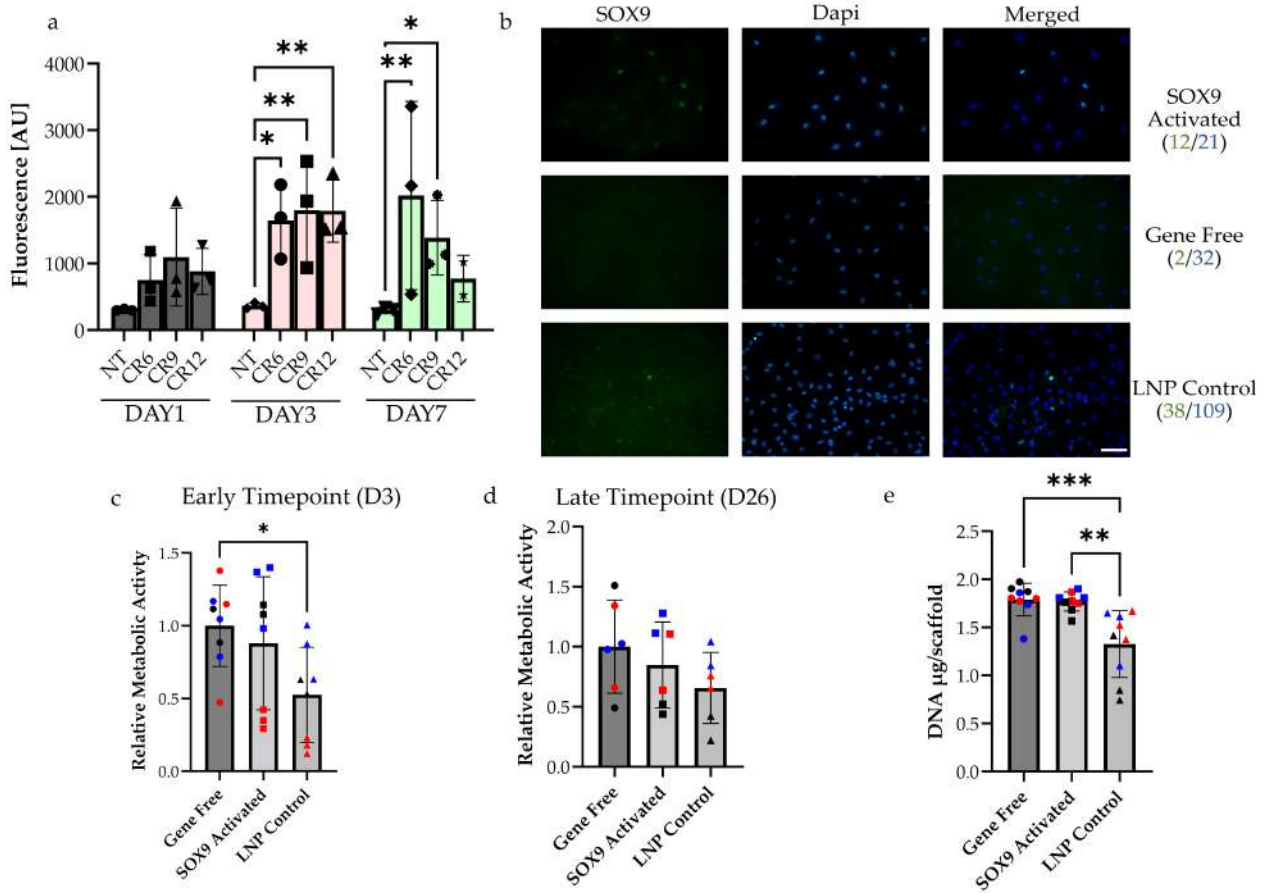 a
Fluorescence [AU]
4000
3000
2000
1000
0
**
**
*
*
**
NT CR6 CR9 CR12 NT CR6 CR9 CR12 NT CR6 CR9 CR12
DAY1 DAY3 DAY7
b
SOX9 Dapi Merged
SOX9
Activated
(12/21)
Gene Free
(2/32)
LNP Control
(38/109)
c Early Timepoint (D3)
Relative Metabolic Activty
1.5
1.0
0.5
0.0
*
Gene Free SOX9 Activated LNP Control
d Late Timepoint (D26)
Relative Metabolic Activty
2.0
1.5
1.0
0.5
0.0
Gene Free SOX9 Activated LNP Control
e
DNA µg/scaffold
2.5
2.0
1.5
1.0
0.5
0.0
***
**
Gene Free SOX9 Activated LNP Control